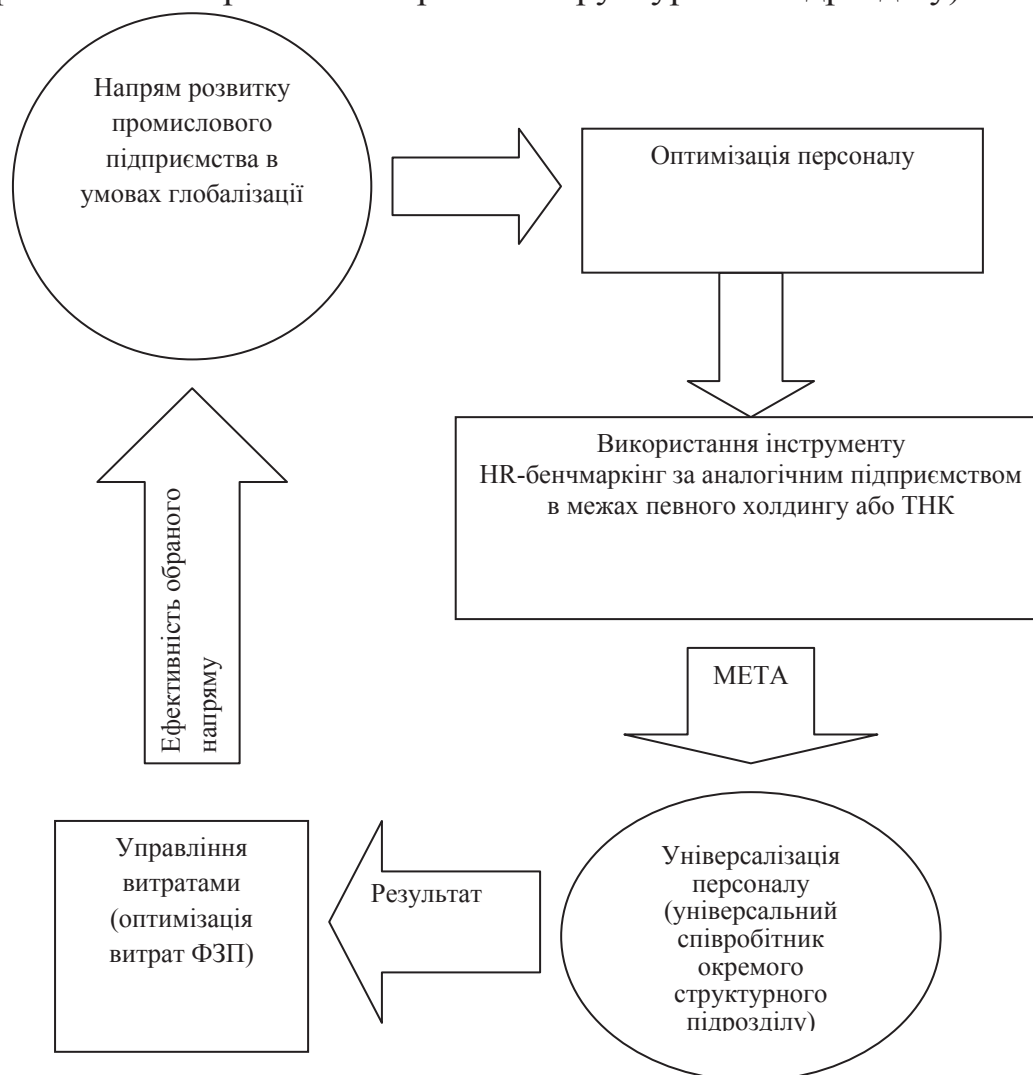 Напрям розвитку
промислового
підприємства в
умовах глобалізації
Оптимізація персоналу
Використання інструменту
HR-бенчмаркінг за аналогічним підприємством
в межах певного холдингу або ТНК
МЕТА
Ефективність обраного
напряму
Універсалізація
персоналу
(універсальний
співробітник
окремого
структурного
підрозділу)
Результат
Управління
витратами
(оптимізація
витрат ФЗП)